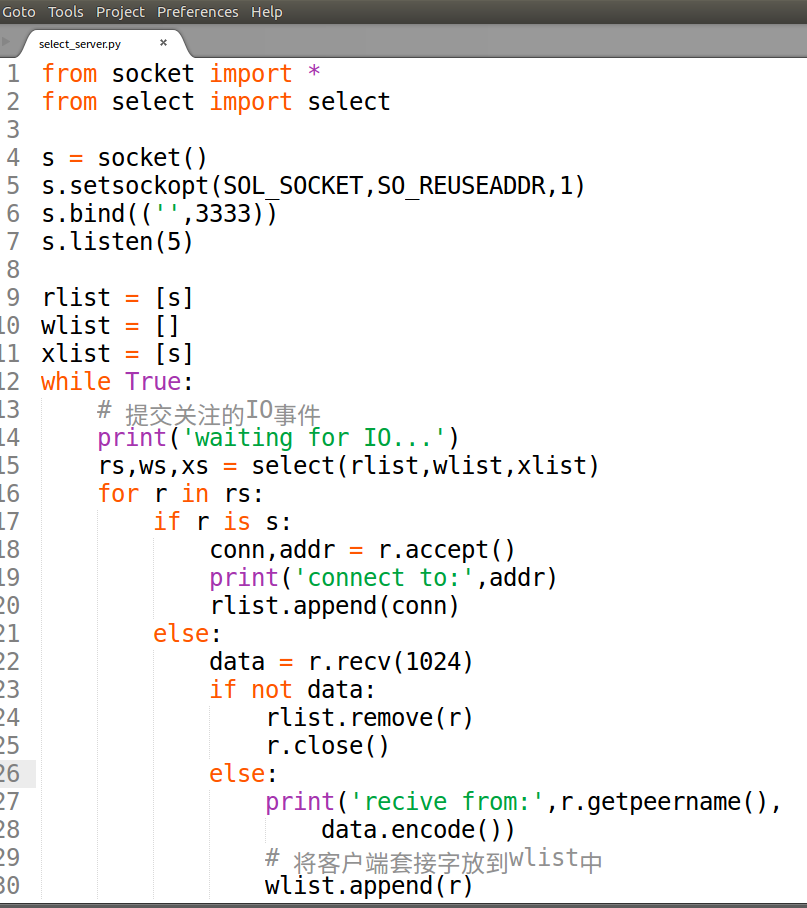 Goto Tools Project Preferences Help
select_server.py ×
1 from socket import *
2 from select import select
3
4 s = socket()
5 s.setsockopt(SOL_SOCKET,SO_REUSEADDR,1)
6 s.bind(('',3333))
7 s.listen(5)
8
9 rlist = [s]
10 wlist = []
11 xlist = [s]
12 while True:
13     # 提交关注的IO事件
14     print('waiting for IO...')
15     rs,ws,xs = select(rlist,wlist,xlist)
16     for r in rs:
17         if r is s:
18             conn,addr = r.accept()
19             print('connect to:',addr)
20             rlist.append(conn)
21         else:
22             data = r.recv(1024)
23             if not data:
24                 rlist.remove(r)
25                 r.close()
26             else:
27                 print('recive from:',r.getpeername(),
28                     data.encode())
29                 # 将客户端套接字放到wlist中
30                 wlist.append(r)